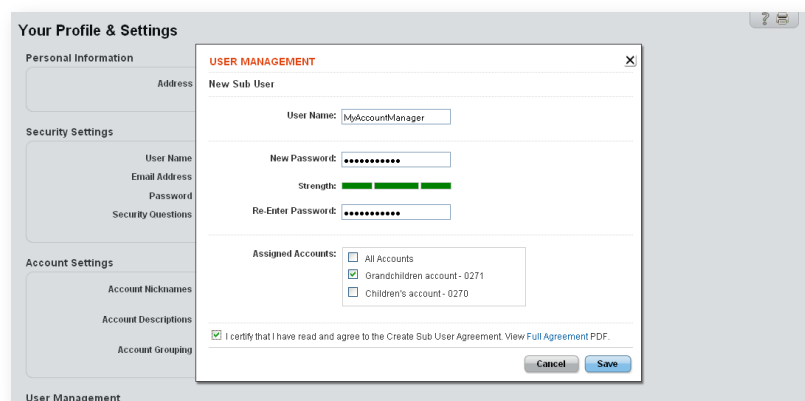 Your Profile & Settings
?
Personal Information
Address
Security Settings
User Name
Email Address
Password
Security Questions
Account Settings
Account Nicknames
Account Descriptions
Account Grouping
User Management
USER MANAGEMENT
X
New Sub User
User Name: MyAccountManager
New Password: •••••••••••
Strength:
Re-Enter Password: •••••••••••
Assigned Accounts:
All Accounts
Grandchildren account - 0271
Children's account - 0270
I certify that I have read and agree to the Create Sub User Agreement. View Full Agreement PDF.
Cancel Save